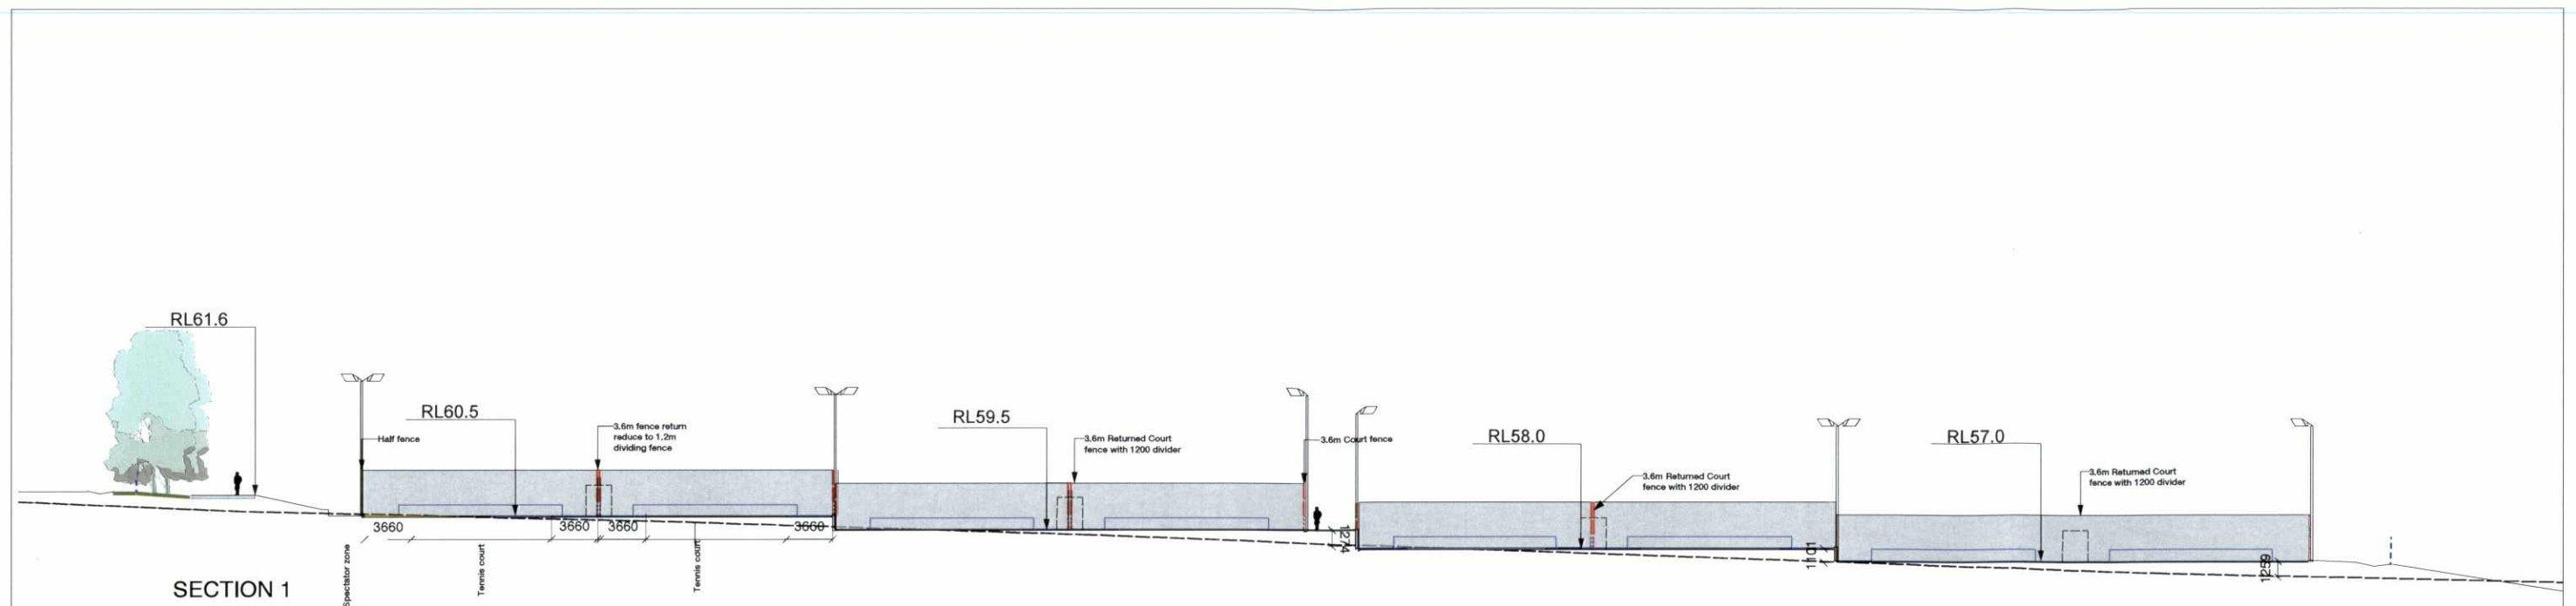 RL61.6
RL60.5
Half fence
3.6m fence return
reduce to 1.2m
dividing fence
RL59.5
3.6m Returned Court
fence with 1200 divider
3.6m Court fence
RL58.0
3.6m Returned Court
fence with 1200 divider
RL57.0
3.6m Returned Court
fence with 1200 divider
3660
3660
3660
3660
1274
1101
1259
Spectator zone
Tennis court
Tennis court
SECTION 1